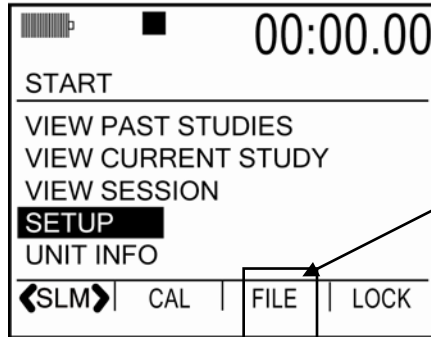 00:00.00
START
VIEW PAST STUDIES
VIEW CURRENT STUDY
VIEW SESSION
SETUP
UNIT INFO
❮SLM❯ | CAL | FILE | LOCK